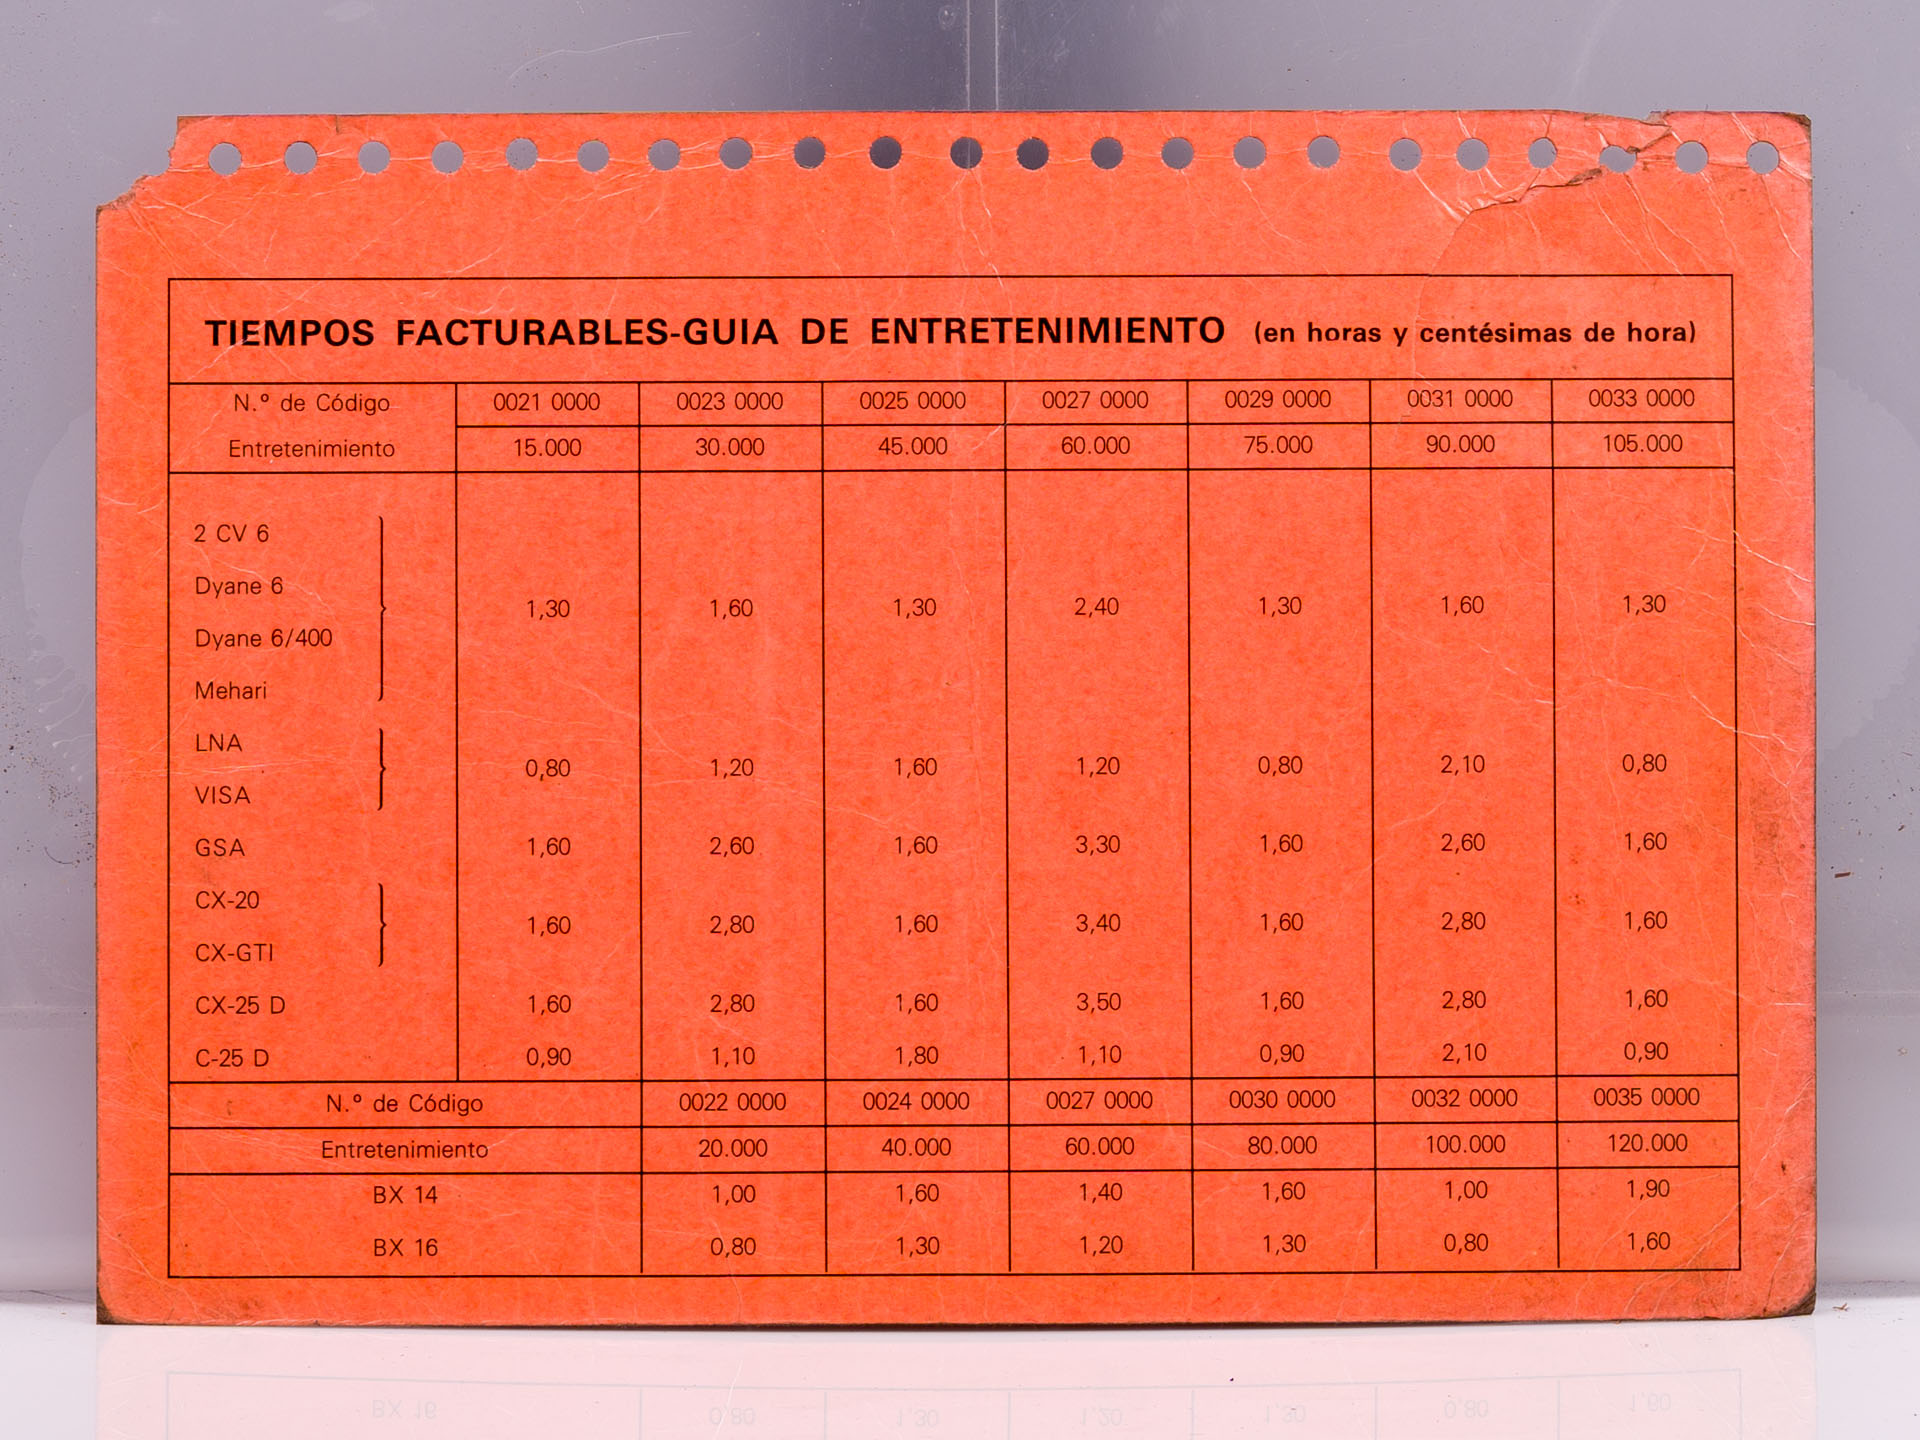 TIEMPOS FACTURABLES-GUIA DE ENTRETENIMIENTO (en horas y centésimas de hora)
N.º de Código 0021 0000 0023 0000 0025 0000 0027 0000 0029 0000 0031 0000 0033 0000
Entretenimiento 15.000 30.000 45.000 60.000 75.000 90.000 105.000
2 CV 6
Dyane 6
1,30 1,60 1,30 2,40 1,30 1,60 1,30
Dyane 6/400
Mehari
LNA
0,80 1,20 1,60 1,20 0,80 2,10 0,80
VISA
GSA 1,60 2,60 1,60 3,30 1,60 2,60 1,60
CX-20
1,60 2,80 1,60 3,40 1,60 2,80 1,60
CX-GTI
CX-25 D 1,60 2,80 1,60 3,50 1,60 2,80 1,60
C-25 D 0,90 1,10 1,80 1,10 0,90 2,10 0,90
N.º de Código 0022 0000 0024 0000 0027 0000 0030 0000 0032 0000 0035 0000
Entretenimiento 20.000 40.000 60.000 80.000 100.000 120.000
BX 14 1,00 1,60 1,40 1,60 1,00 1,90
BX 16 0,80 1,30 1,20 1,30 0,80 1,60